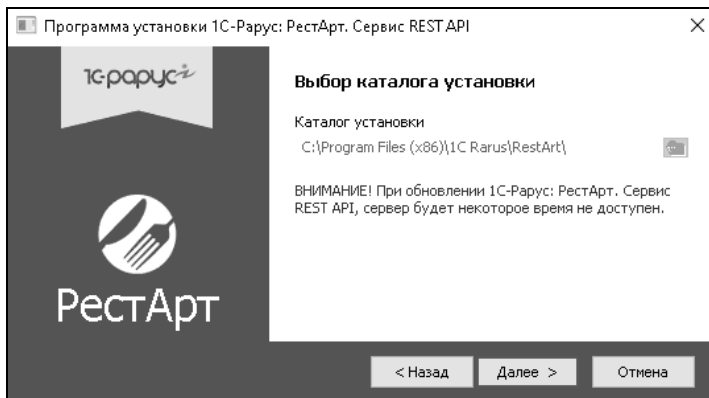 Программа установки 1С-Рарус: РестАрт. Сервис REST API
1С·рарус
Выбор каталога установки
Каталог установки
C:\Program Files (x86)\1C Rarus\RestArt\
ВНИМАНИЕ! При обновлении 1С-Рарус: РестАрт. Сервис
REST API, сервер будет некоторое время не доступен.
РестАрт
< Назад
Далее >
Отмена